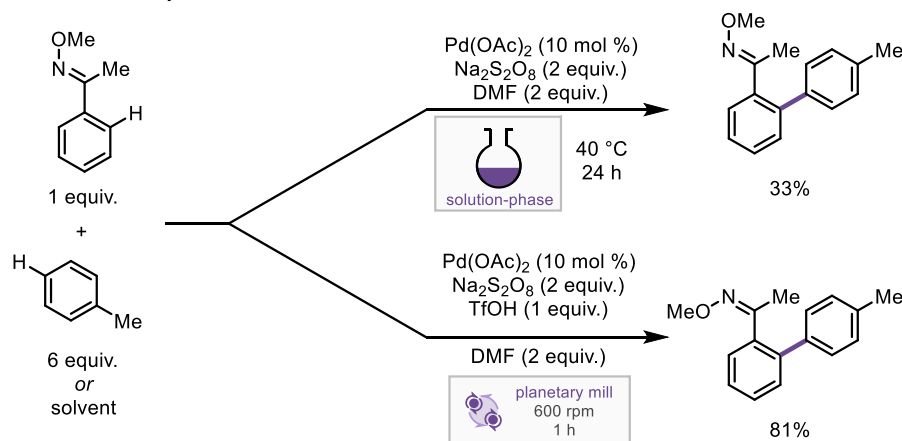 OMe
N
Me
H
1 equiv.
+
H
Me
6 equiv.
or
solvent
Pd(OAc)2 (10 mol %)
Na2S2O8 (2 equiv.)
DMF (2 equiv.)
solution-phase
40 °C
24 h
OMe
N
Me
Me
33%
Pd(OAc)2 (10 mol %)
Na2S2O8 (2 equiv.)
TfOH (1 equiv.)
DMF (2 equiv.)
planetary mill
600 rpm
1 h
MeO
N
Me
Me
81%